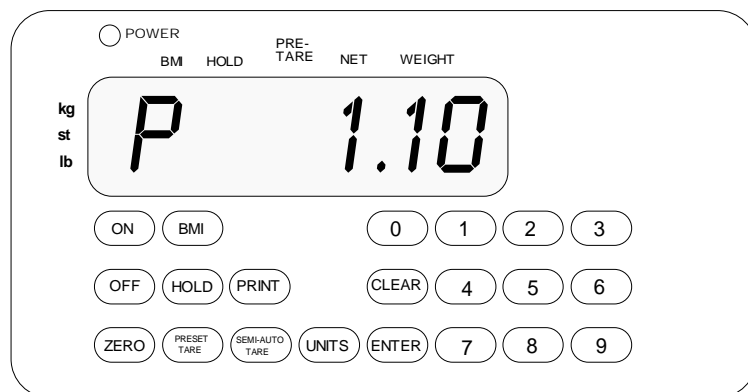 POWER
BMI HOLD PRE-TARE NET WEIGHT
kg
st
lb
P 1.10
ON BMI 0 1 2 3
OFF HOLD PRINT CLEAR 4 5 6
ZERO PRESET TARE SEMI-AUTO TARE UNITS ENTER 7 8 9